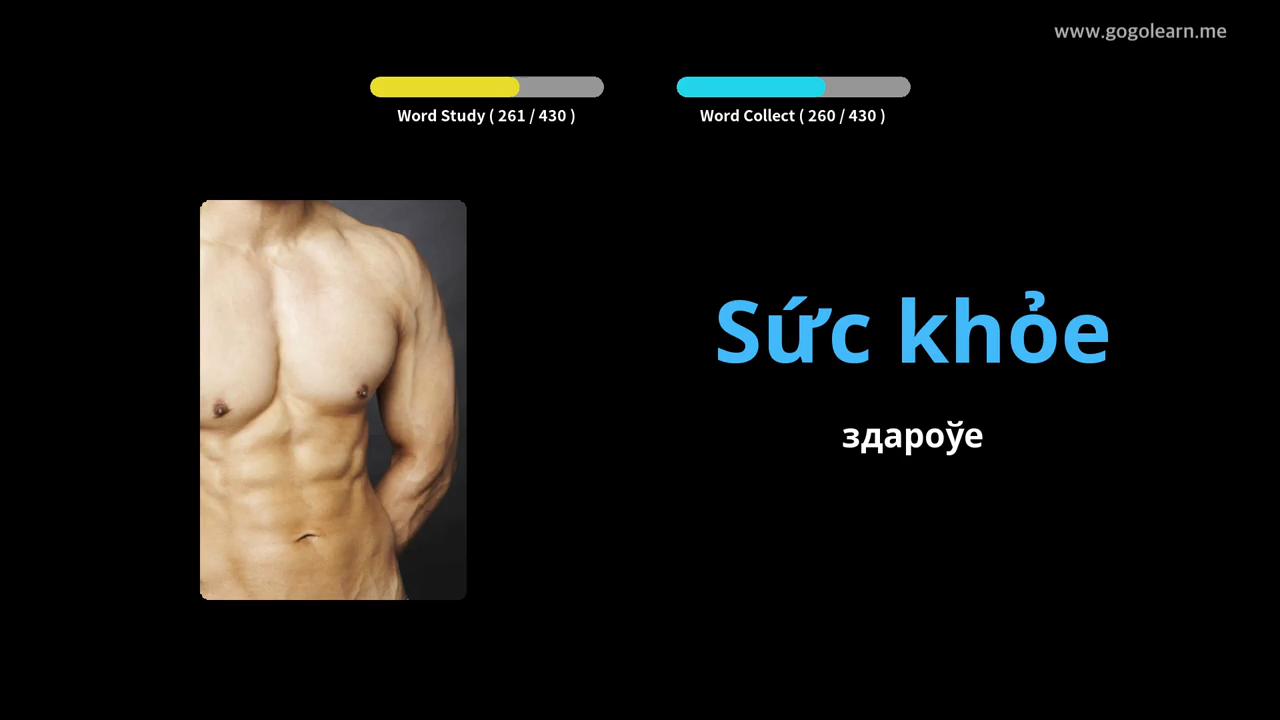 www.gogolearn.me
Word Study ( 261 / 430 )
Word Collect ( 260 / 430 )
Sức khỏe
здароўе